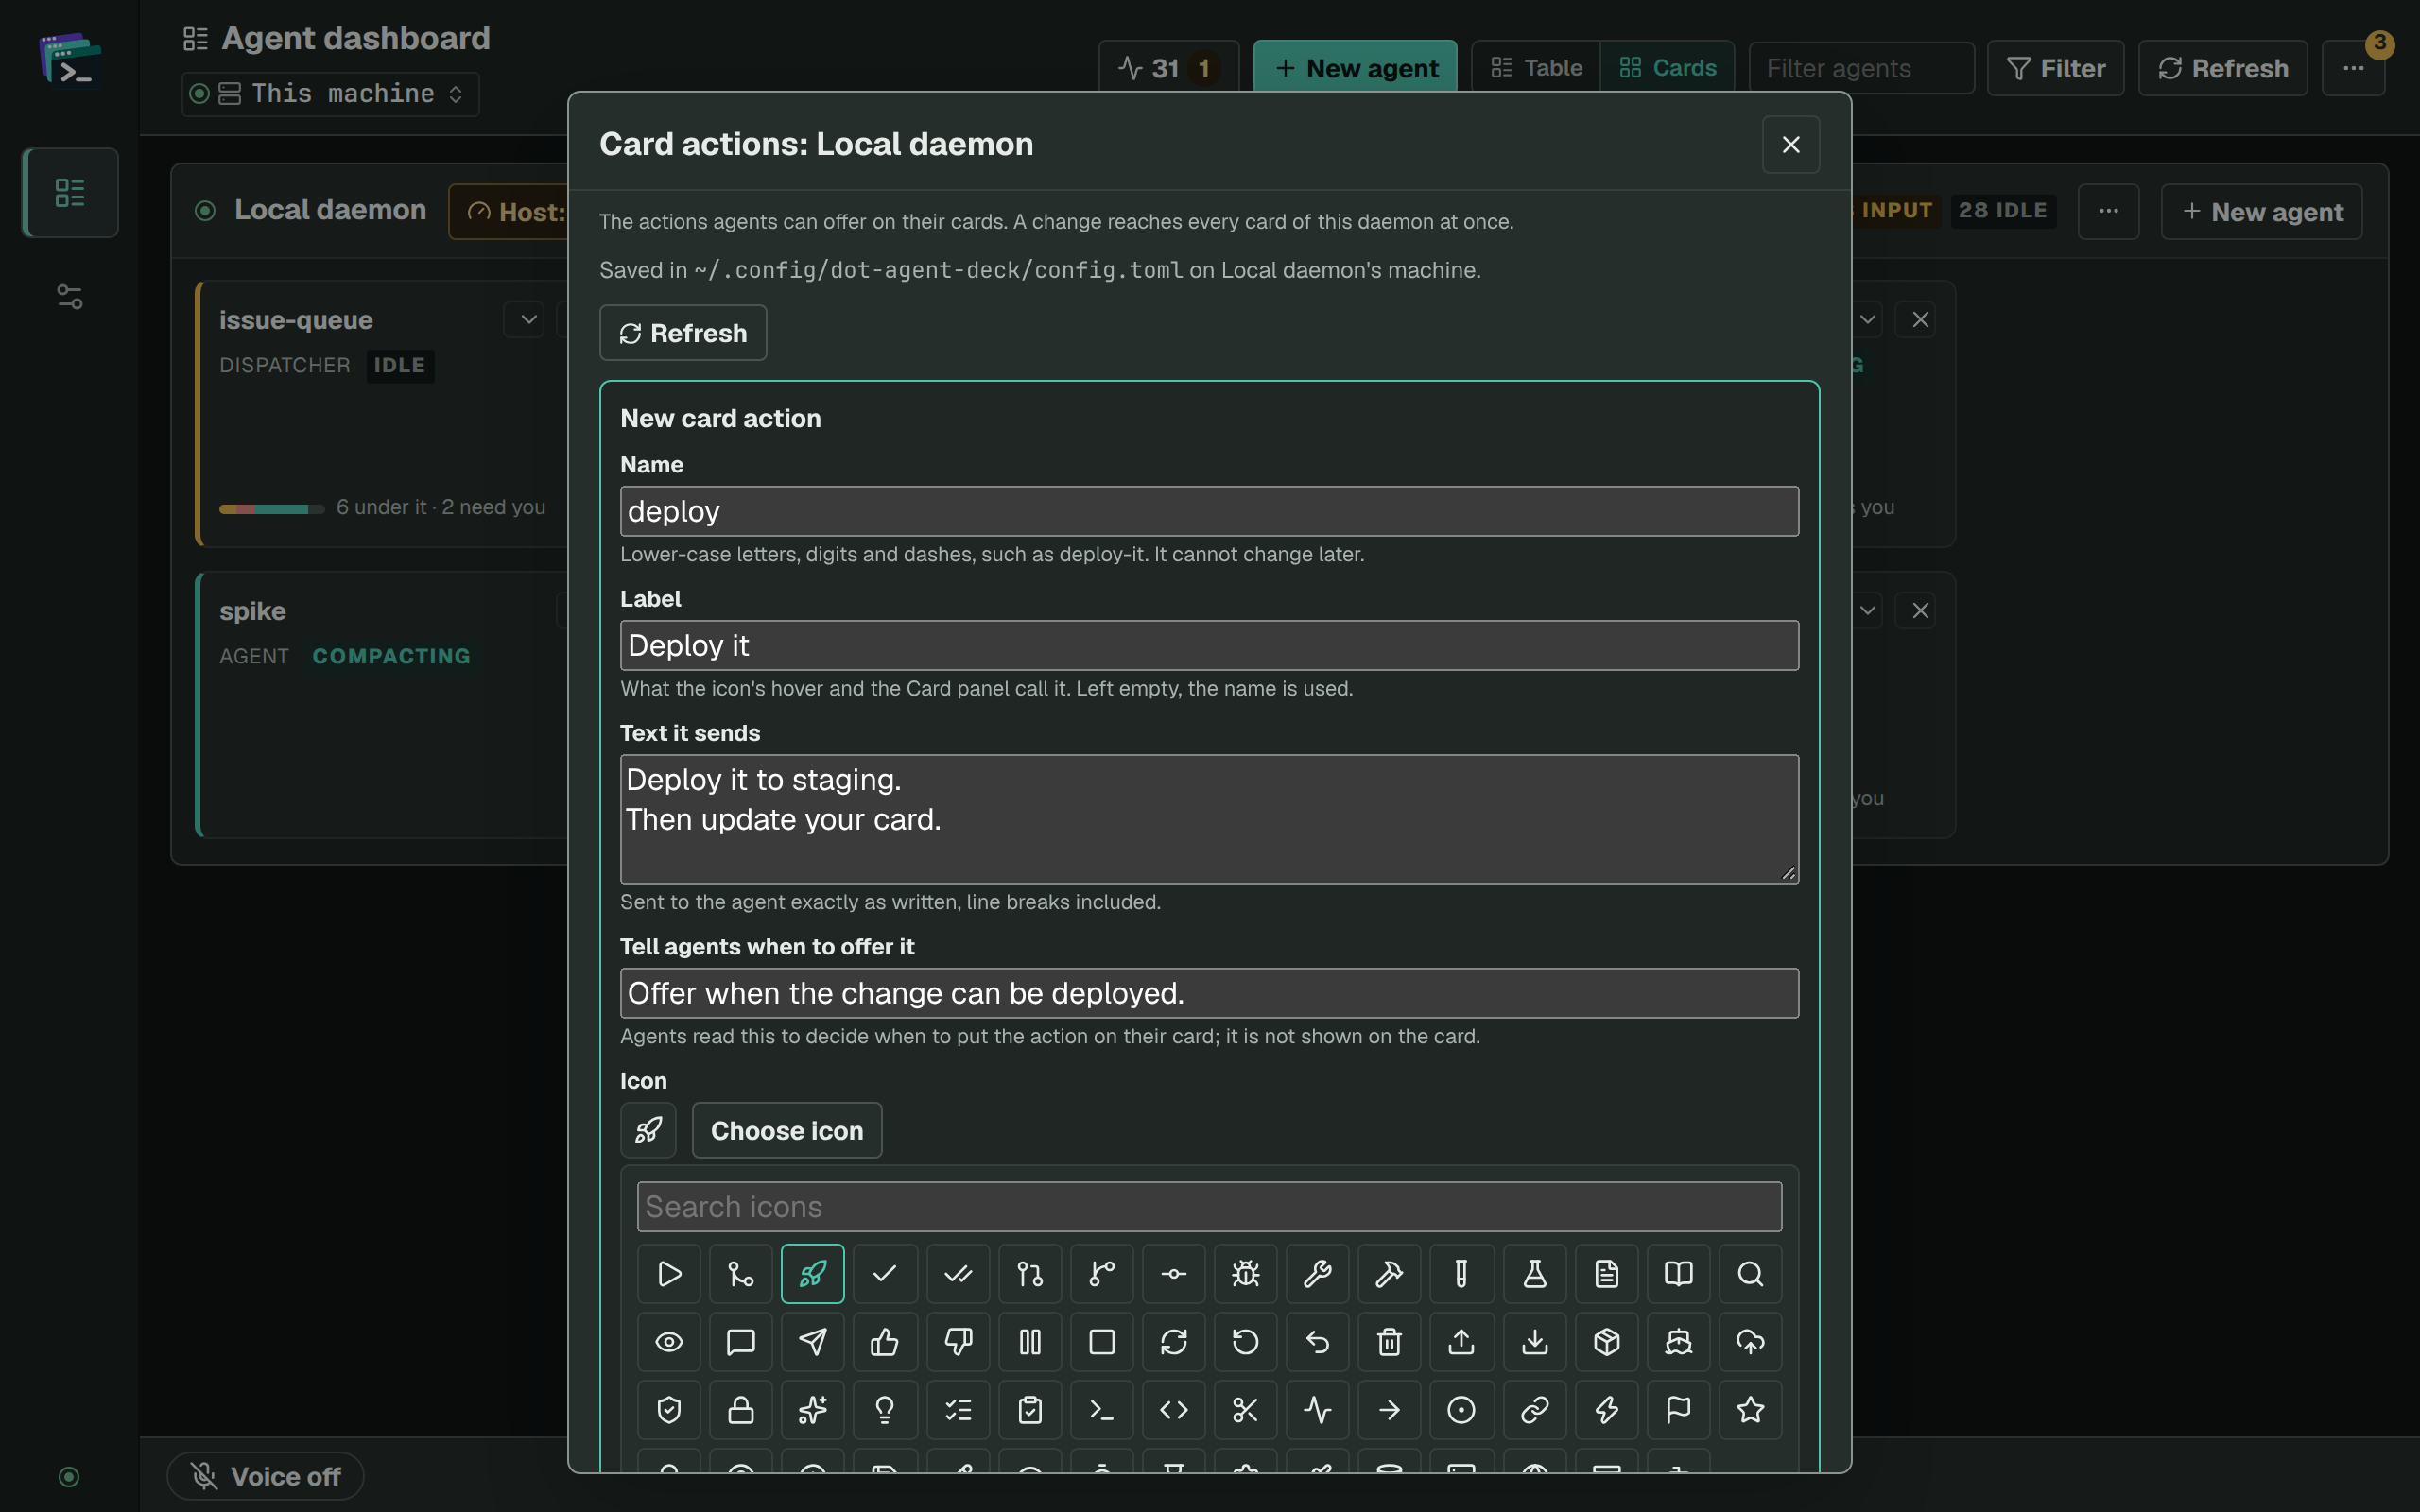 Agent dashboard
This machine
31 1
New agent
Table
Cards
Filter agents
Filter
Refresh
3
Card actions: Local daemon
The actions agents can offer on their cards. A change reaches every card of this daemon at once.
Saved in ~/.config/dot-agent-deck/config.toml on Local daemon's machine.
Refresh
Local daemon
Host:
INPUT
28 IDLE
New agent
issue-queue
DISPATCHER IDLE
6 under it · 2 need you
you
spike
AGENT COMPACTING
you
New card action
Name
deploy
Lower-case letters, digits and dashes, such as deploy-it. It cannot change later.
Label
Deploy it
What the icon's hover and the Card panel call it. Left empty, the name is used.
Text it sends
Deploy it to staging.
Then update your card.
Sent to the agent exactly as written, line breaks included.
Tell agents when to offer it
Offer when the change can be deployed.
Agents read this to decide when to put the action on their card; it is not shown on the card.
Icon
Choose icon
Search icons
Voice off